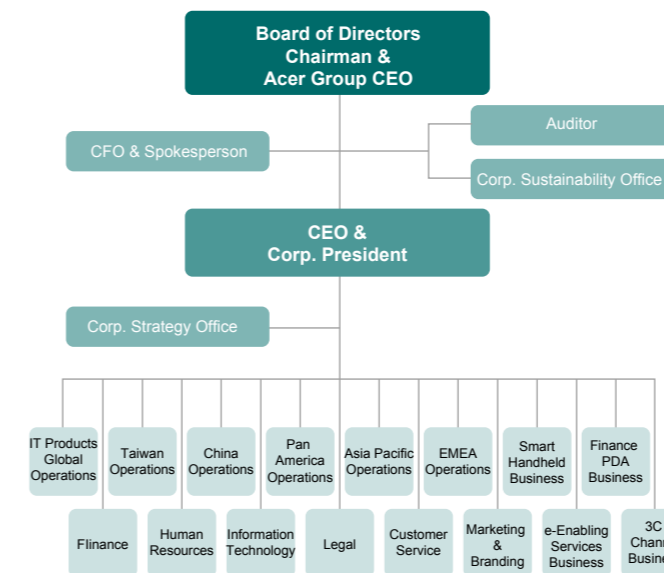 Board of Directors
Chairman &
Acer Group CEO
Auditor
CFO & Spokesperson
Corp. Sustainability Office
CEO &
Corp. President
Corp. Strategy Office
IT Products
Global
Operations
Taiwan
Operations
China
Operations
Pan
America
Operations
Asia Pacific
Operations
EMEA
Operations
Smart
Handheld
Business
Finance
PDA
Business
Flinance
Human
Resources
Information
Technology
Legal
Customer
Service
Marketing
&
Branding
e-Enabling
Services
Business
3C